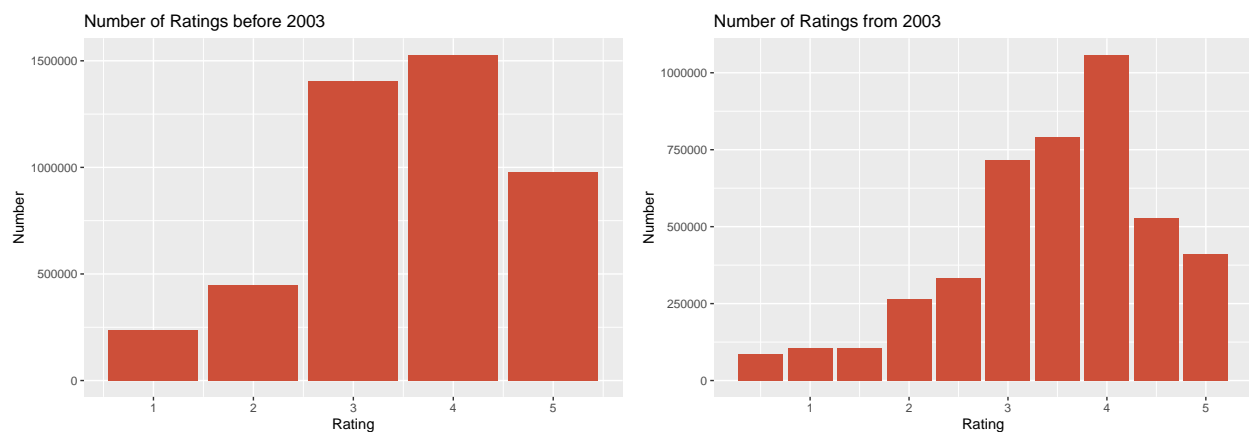 Number of Ratings before 2003
1500000
1000000
500000
0
Number
1 2 3 4 5
Rating
Number of Ratings from 2003
1000000
750000
500000
250000
0
Number
1 2 3 4 5
Rating